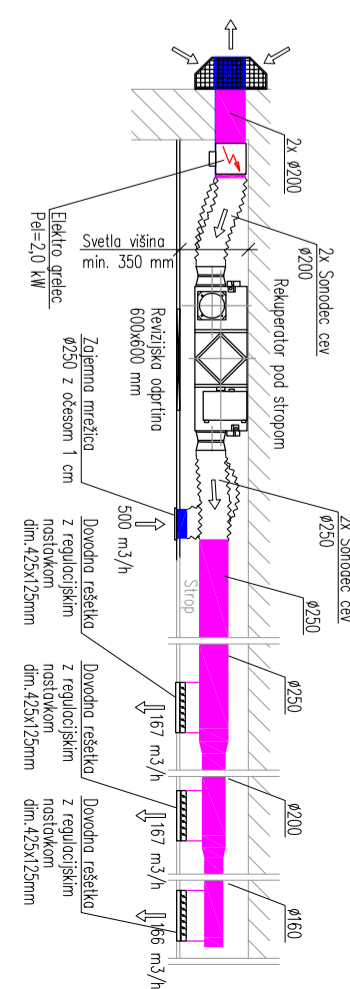 2x Ø200
2x Sonodec cev
Ø200
Rekuperator pod stropom
2x Sonodec cev
Ø250
Ø250
Ø250
Ø200
Ø160
Elektro grelec
Pel=2,0 kW
Svetla višina
min. 350 mm
Revizijska odprtina
600x600 mm
Zajemna mrežica
Ø250 z očesom 1 cm
500 m3/h
Strop
Dovodna rešetka
z regulacijskim
nastavkom
dim.425x125mm
167 m3/h
Dovodna rešetka
z regulacijskim
nastavkom
dim.425x125mm
167 m3/h
Dovodna rešetka
z regulacijskim
nastavkom
dim.425x125mm
166 m3/h